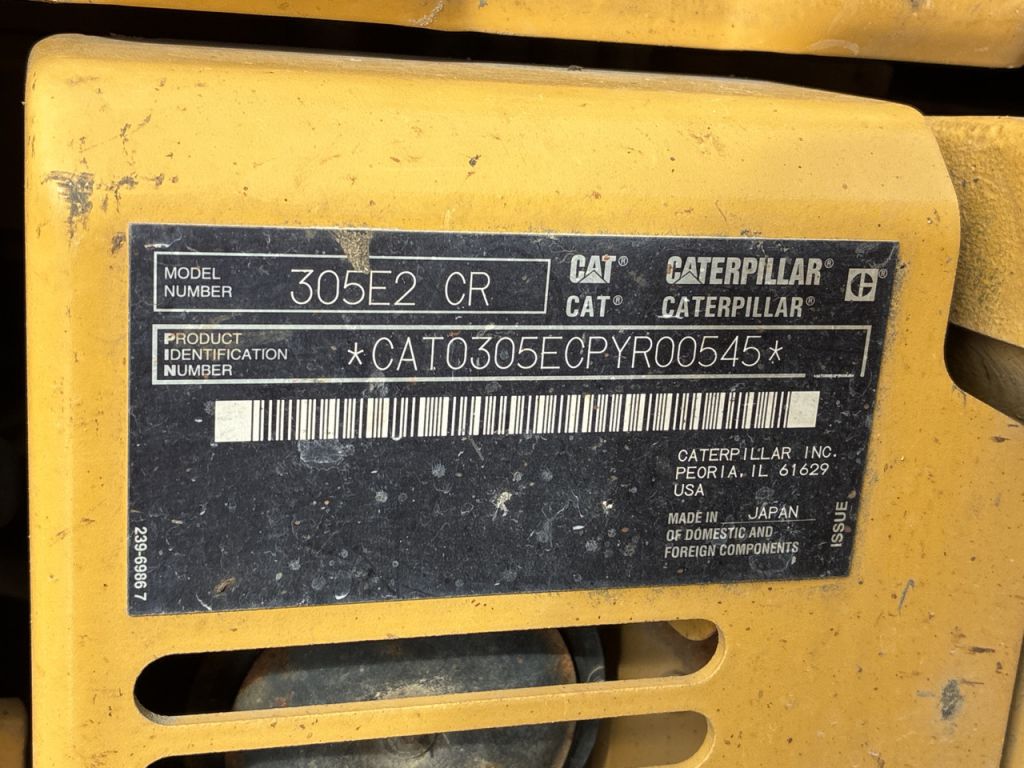 MODEL
NUMBER
305E2 CR
CAT® CATERPILLAR® ®
CAT® CATERPILLAR®
PRODUCT
IDENTIFICATION
NUMBER
*CAT0305ECPYR00545*
CATERPILLAR INC.
PEORIA, IL 61629
USA
MADE IN JAPAN
OF DOMESTIC AND
FOREIGN COMPONENTS
ISSUE
239-6986 7